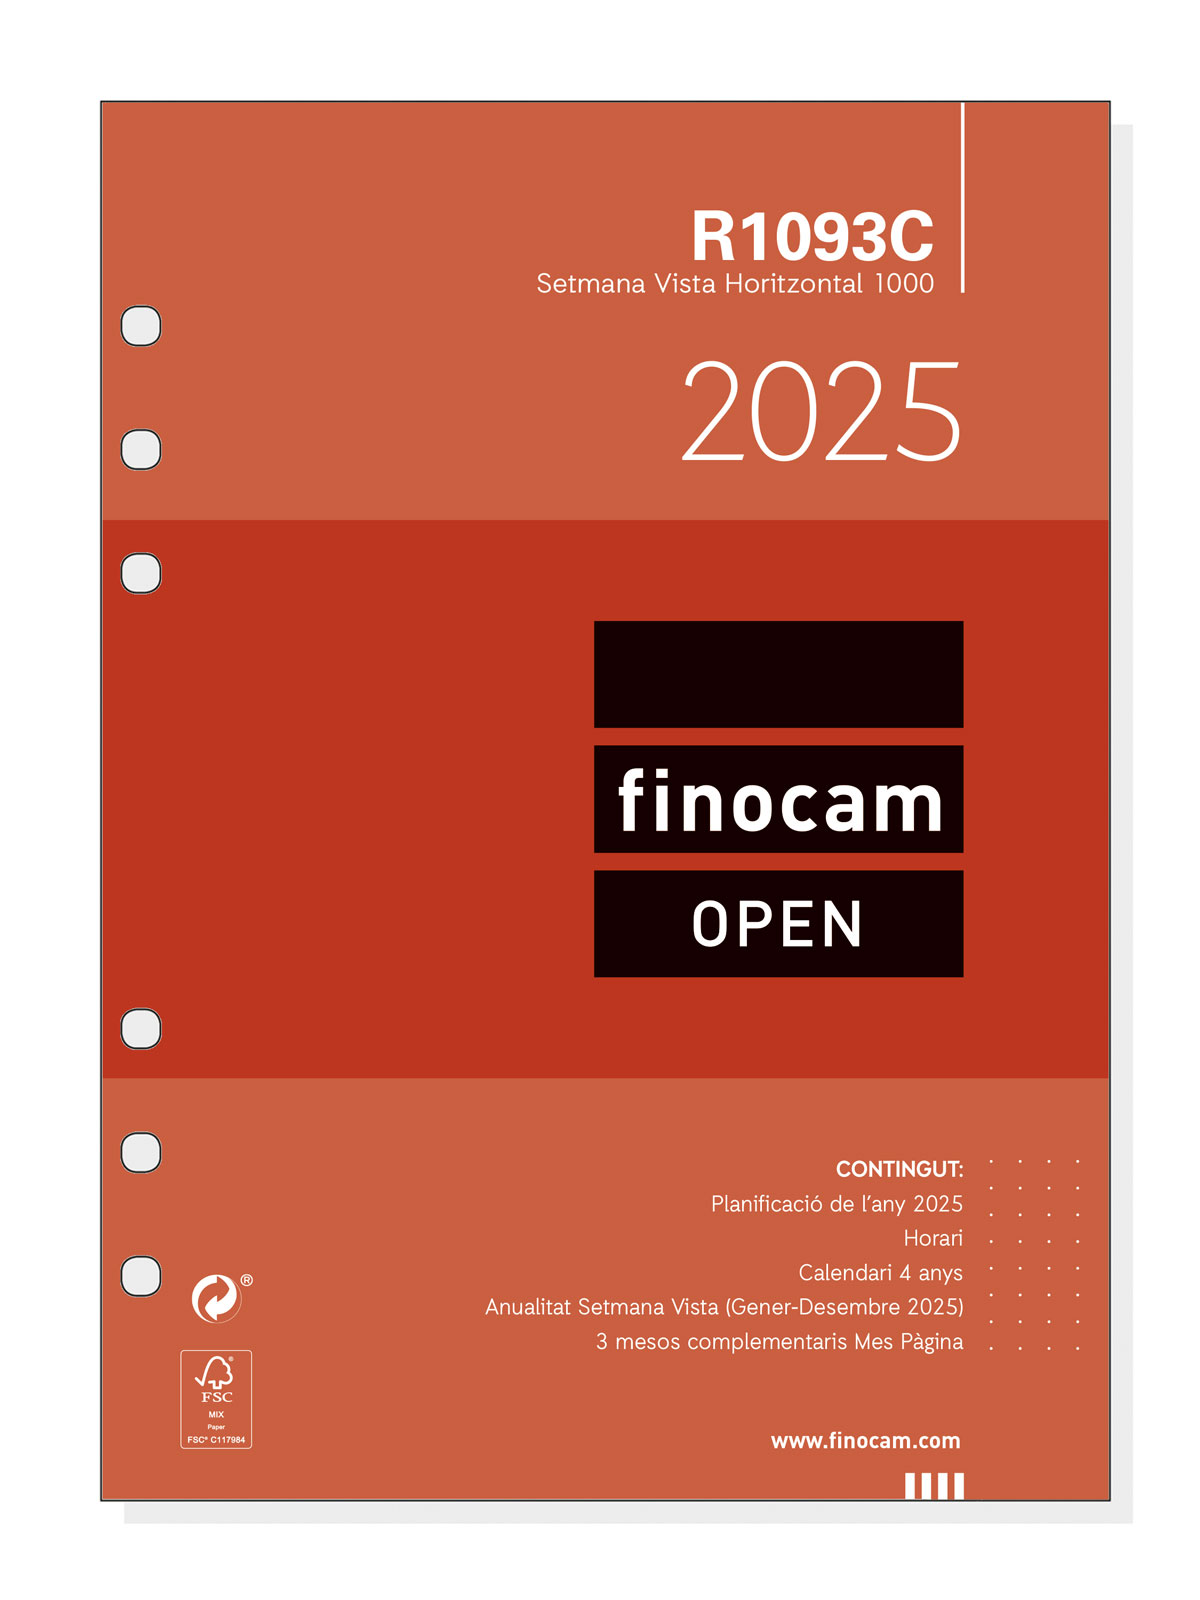 R1093C
Setmana Vista Horitzontal 1000
2025
finocam
OPEN
CONTINGUT:
Planificació de l'any 2025
Horari
Calendari 4 anys
Anualitat Setmana Vista (Gener-Desembre 2025)
3 mesos complementaris Mes Pàgina
®
®
FSC
MIX
Paper
FSC® C117984
www.finocam.com